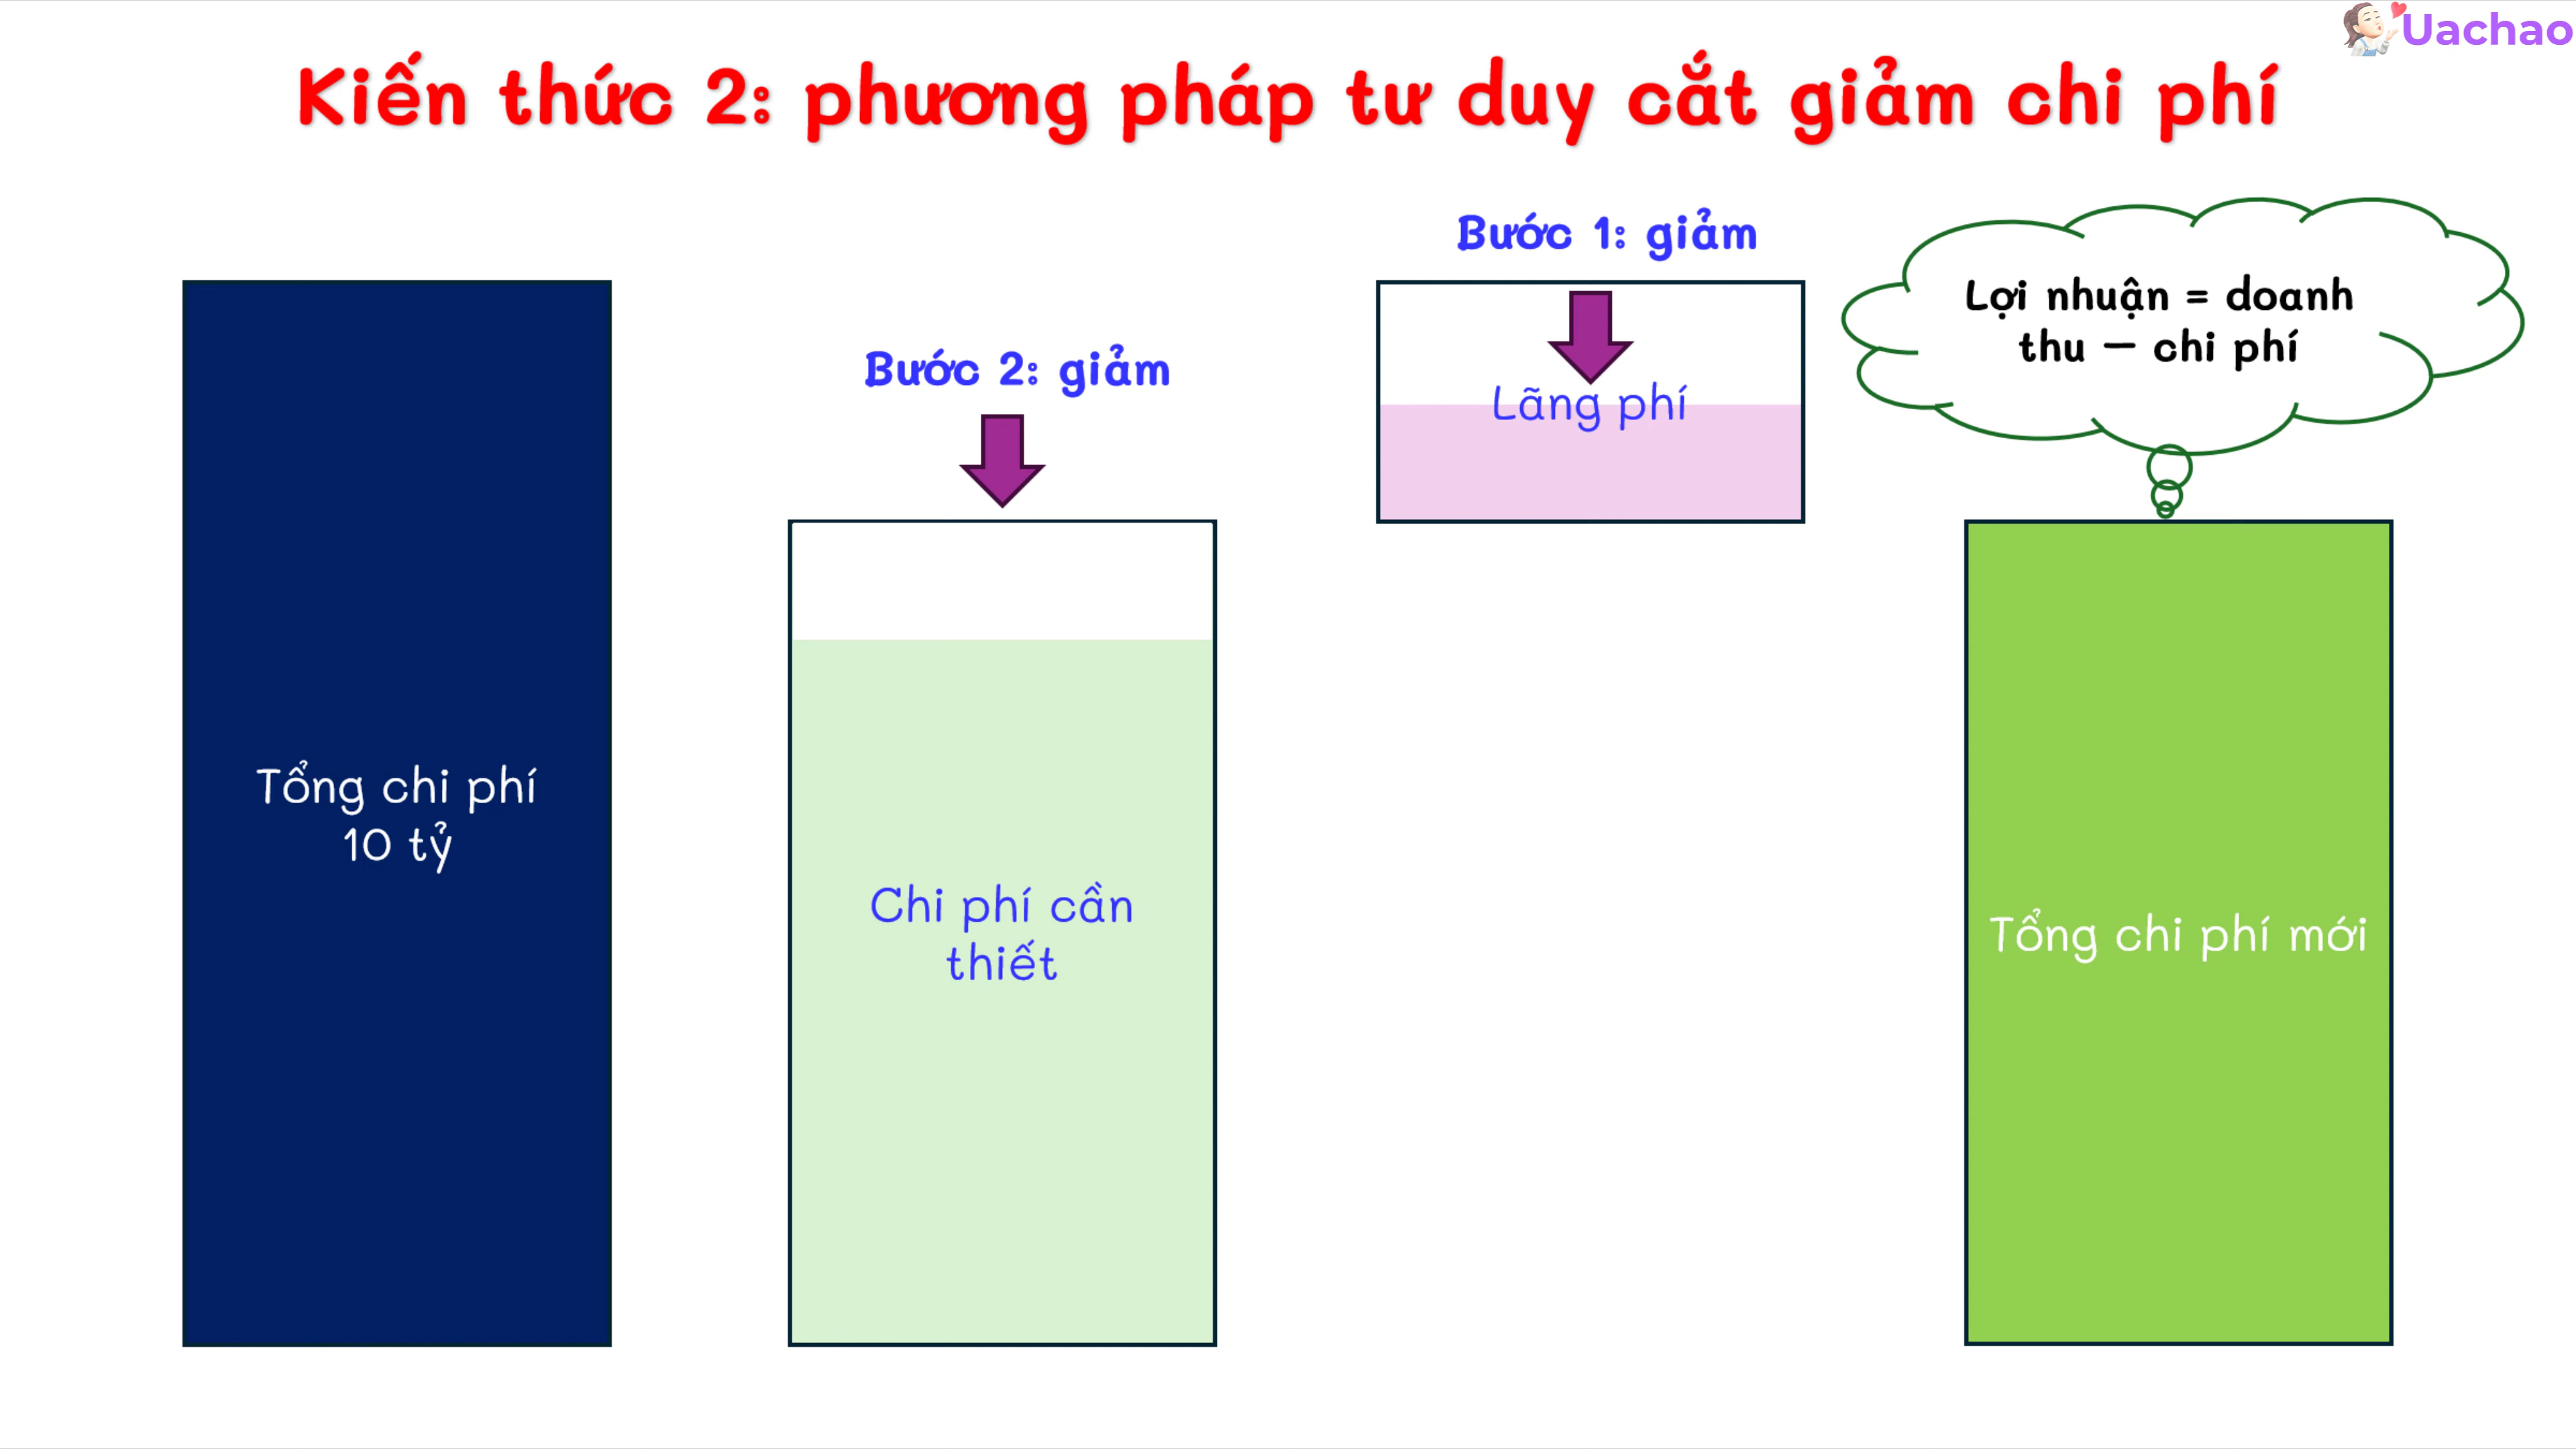 Uachao
Kiến thức 2: phương pháp tư duy cắt giảm chi phí
Bước 1: giảm
Lợi nhuận = doanh
thu – chi phí
Bước 2: giảm
Lãng phí
Tổng chi phí
10 tỷ
Chi phí cần
thiết
Tổng chi phí mới